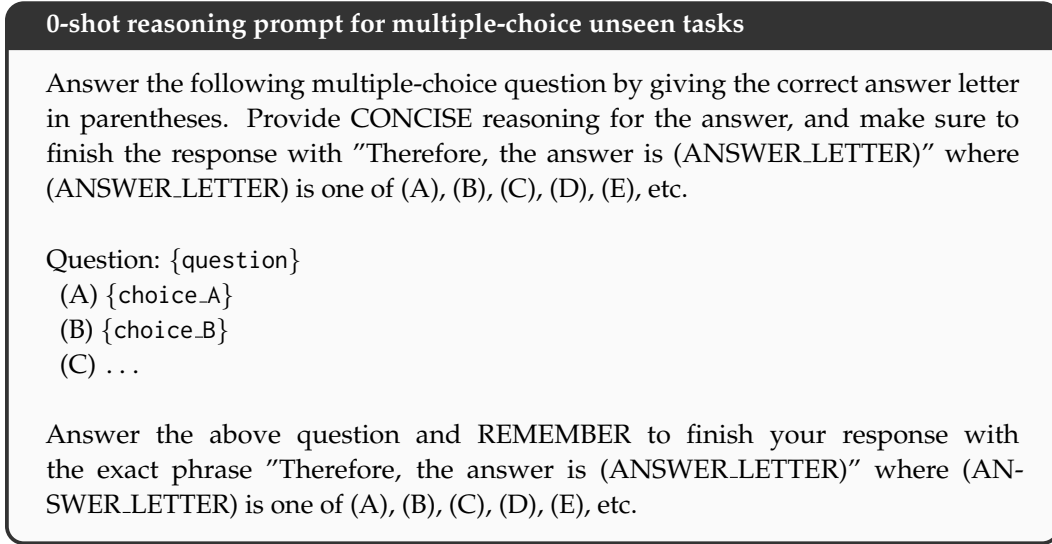 0-shot reasoning prompt for multiple-choice unseen tasks
Answer the following multiple-choice question by giving the correct answer letter
in parentheses. Provide CONCISE reasoning for the answer, and make sure to
finish the response with ”Therefore, the answer is (ANSWER_LETTER)” where
(ANSWER_LETTER) is one of (A), (B), (C), (D), (E), etc.
Question: {question}
(A) {choice_A}
(B) {choice_B}
(C) . . .
Answer the above question and REMEMBER to finish your response with
the exact phrase ”Therefore, the answer is (ANSWER_LETTER)” where (AN-
SWER_LETTER) is one of (A), (B), (C), (D), (E), etc.